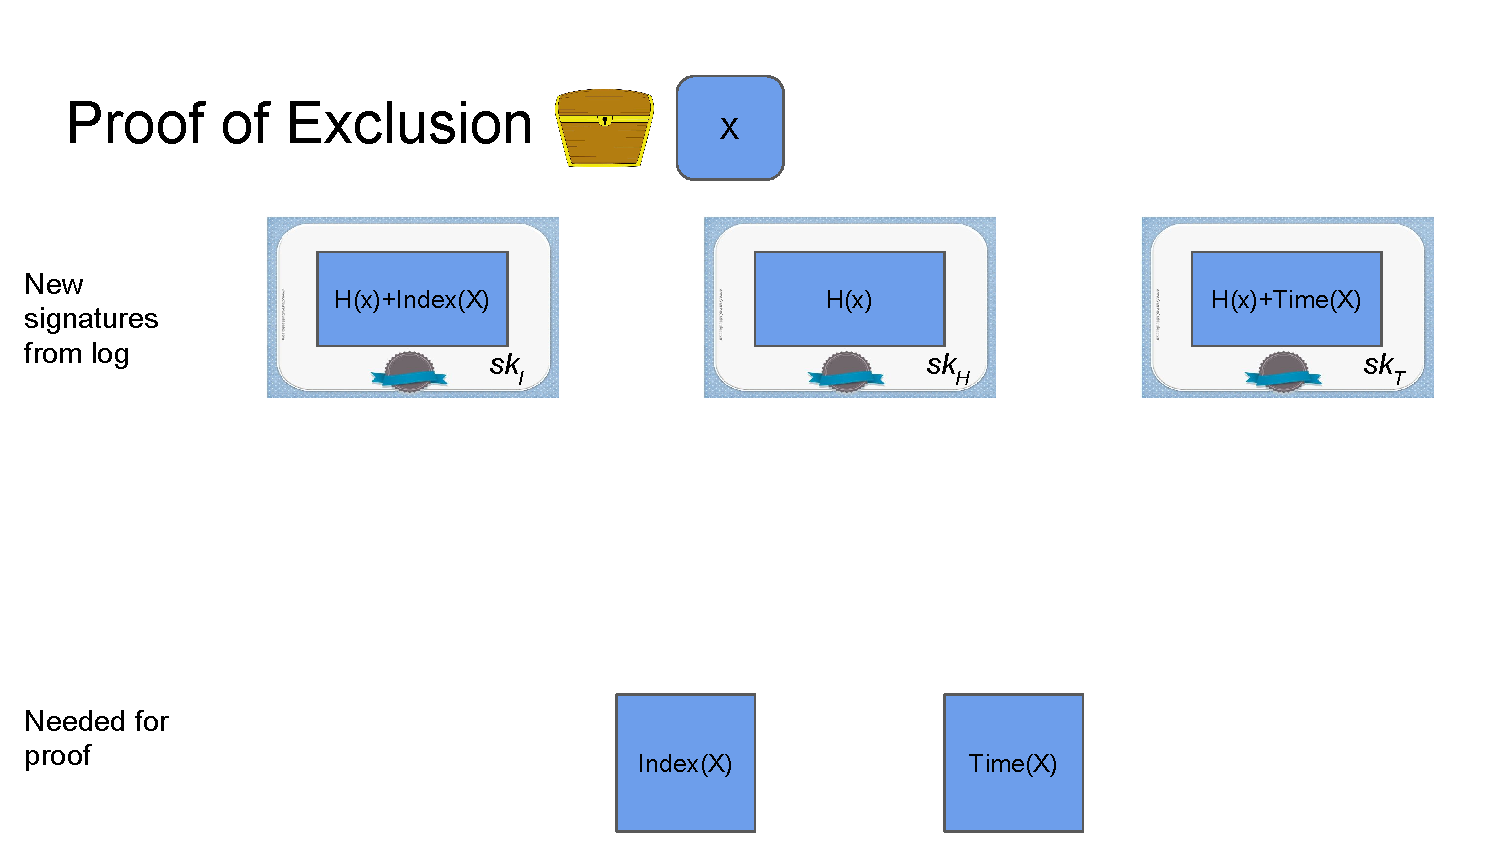 Proof of Exclusion
x
New
signatures
from log
H(x)+Index(X)
sk_I
H(x)
sk_H
H(x)+Time(X)
sk_T
Needed for
proof
Index(X)
Time(X)